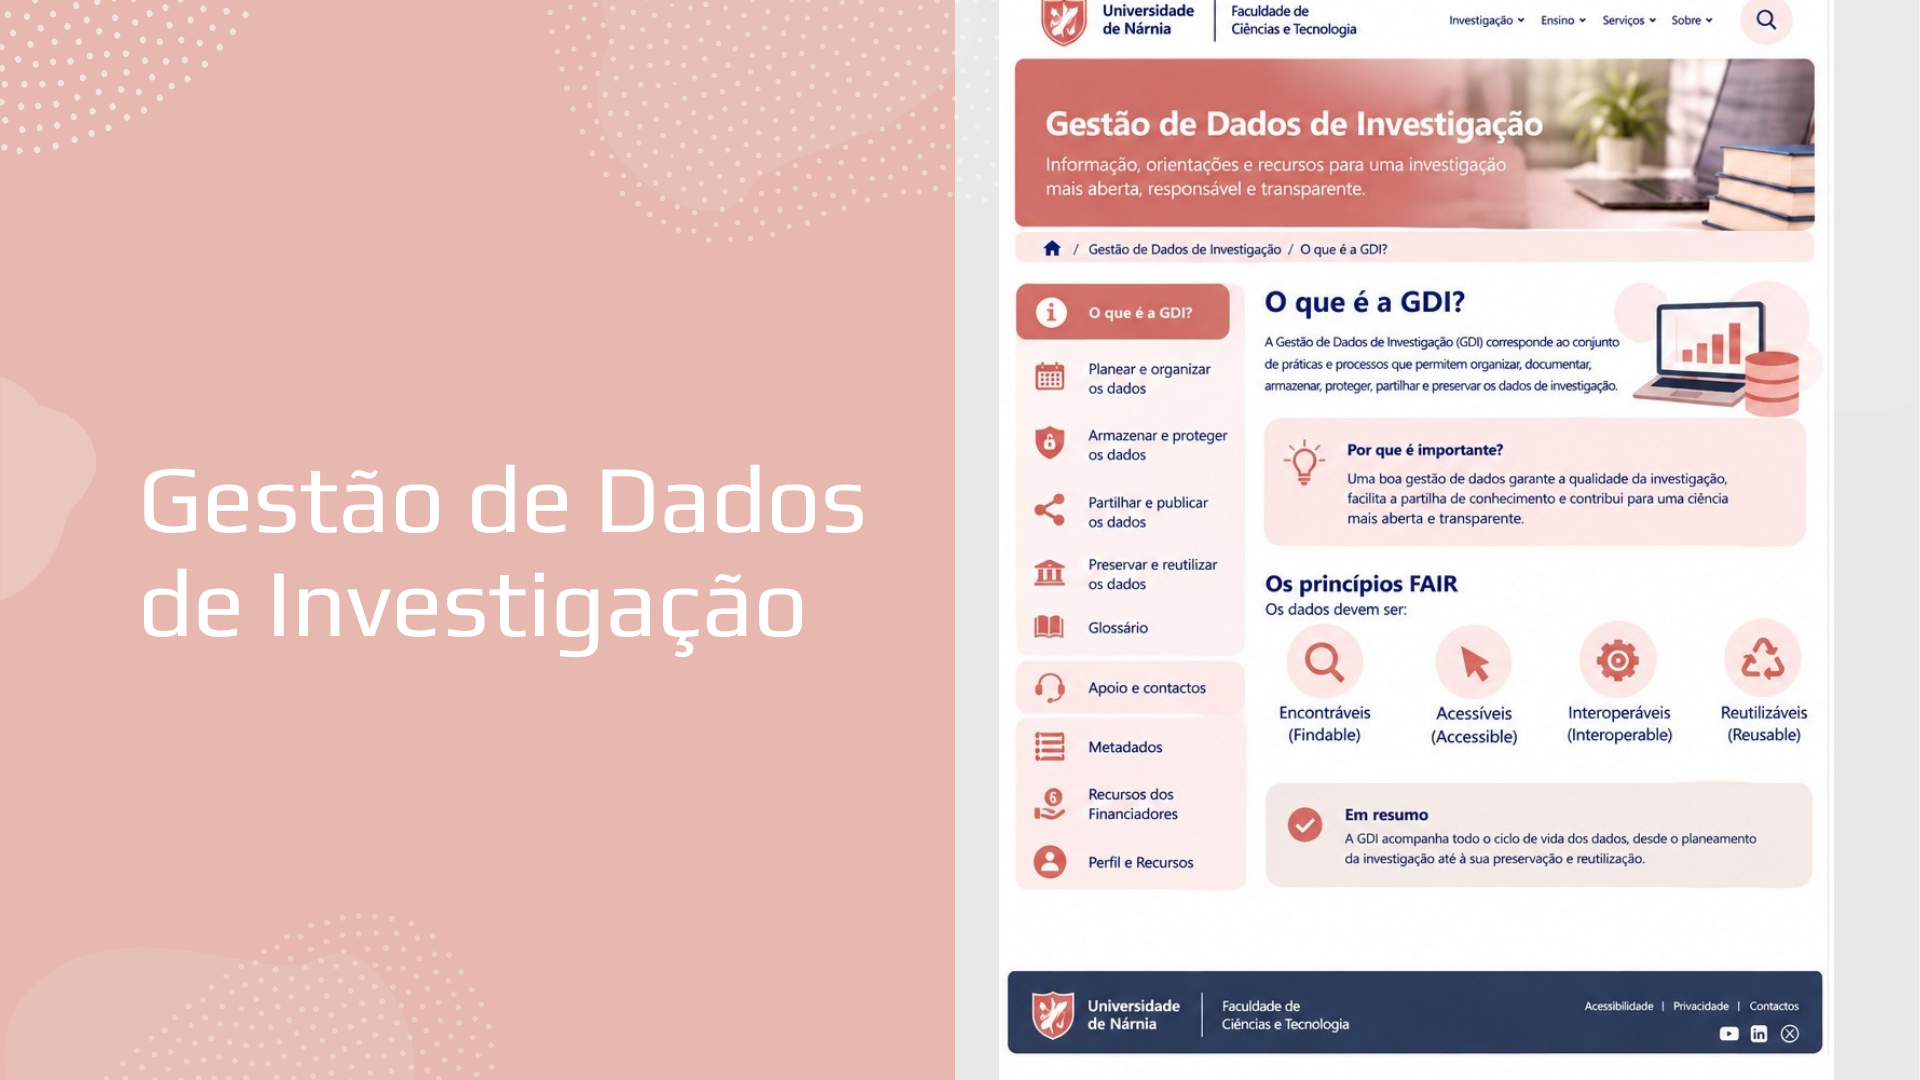 Gestão de Dados
de Investigação
Universidade
de Nárnia
Faculdade de
Ciências e Tecnologia
Investigação
Ensino
Serviços
Sobre
Gestão de Dados de Investigação
Informação, orientações e recursos para uma investigação
mais aberta, responsável e transparente.
/ Gestão de Dados de Investigação / O que é a GDI?
O que é a GDI?
Planear e organizar
os dados
Armazenar e proteger
os dados
Partilhar e publicar
os dados
Preservar e reutilizar
os dados
Glossário
Apoio e contactos
Metadados
6
Recursos dos
Financiadores
Perfil e Recursos
O que é a GDI?
A Gestão de Dados de Investigação (GDI) corresponde ao conjunto
de práticas e processos que permitem organizar, documentar,
armazenar, proteger, partilhar e preservar os dados de investigação.
Por que é importante?
Uma boa gestão de dados garante a qualidade da investigação,
facilita a partilha de conhecimento e contribui para uma ciência
mais aberta e transparente.
Os princípios FAIR
Os dados devem ser:
Encontráveis
(Findable)
Acessíveis
(Accessible)
Interoperáveis
(Interoperable)
Reutilizáveis
(Reusable)
Em resumo
A GDI acompanha todo o ciclo de vida dos dados, desde o planeamento
da investigação até à sua preservação e reutilização.
Universidade
de Nárnia
Faculdade de
Ciências e Tecnologia
Acessibilidade | Privacidade | Contactos